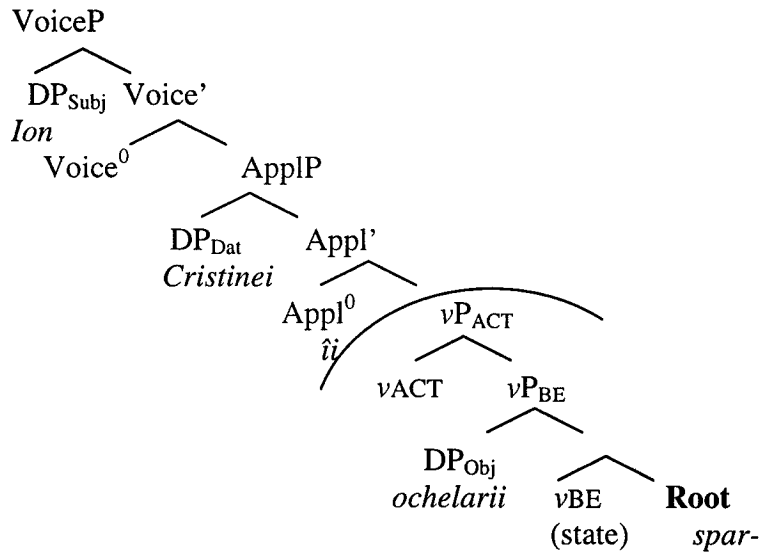 VoiceP
DPSubj Voice’
Ion
Voice0 ApplP
DPDat Appl’
Cristinei
Appl0 vPACT
îi
vACT vPBE
DPObj
ochelarii vBE Root
(state) spar-